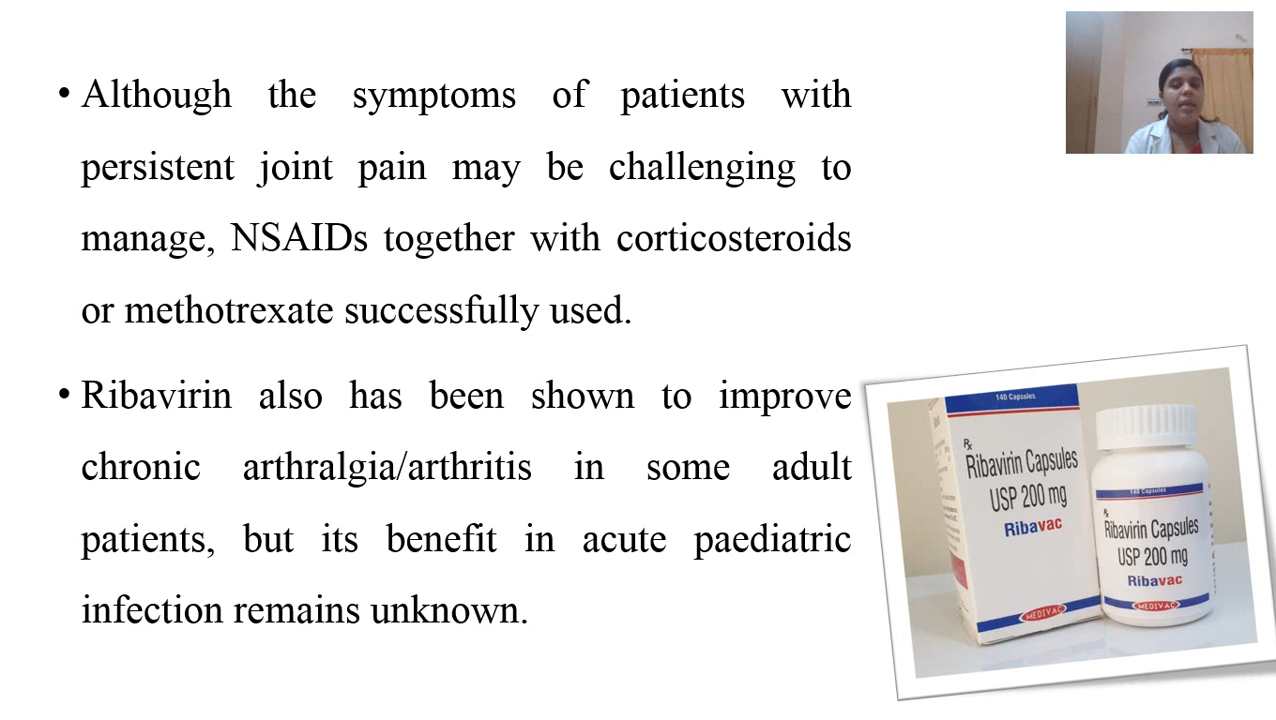 • Although the symptoms of patients with
persistent joint pain may be challenging to
manage, NSAIDs together with corticosteroids
or methotrexate successfully used.
• Ribavirin also has been shown to improve
chronic arthralgia/arthritis in some adult
patients, but its benefit in acute paediatric
infection remains unknown.
140 Capsules
Rx
Ribavirin Capsules
USP 200 mg
Ribavac
MEDIVAC
140 Capsules
Rx
Ribavirin Capsules
USP 200 mg
Ribavac
MEDIVAC